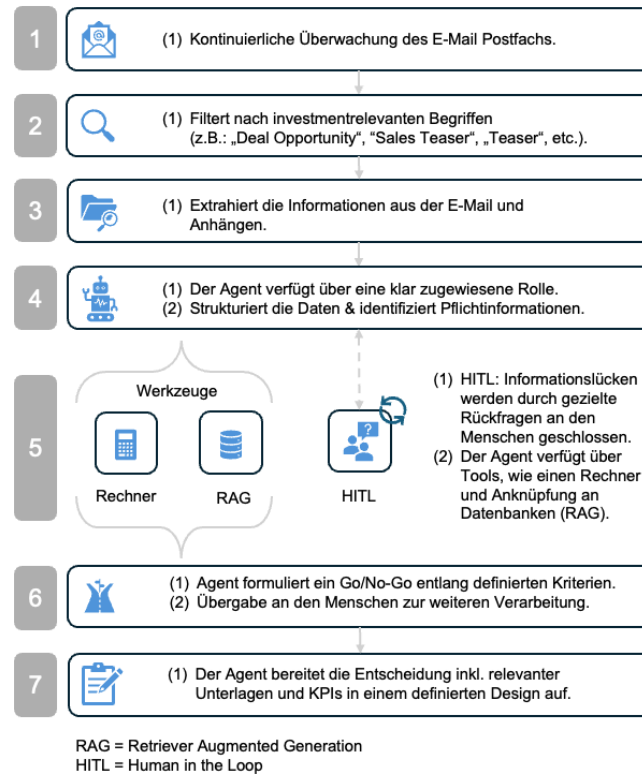 1
(1) Kontinuierliche Überwachung des E-Mail Postfachs.
2
(1) Filtert nach investmentrelevanten Begriffen
(z.B.: „Deal Opportunity“, “Sales Teaser“, „Teaser“, etc.).
3
(1) Extrahiert die Informationen aus der E-Mail und
Anhängen.
4
(1) Der Agent verfügt über eine klar zugewiesene Rolle.
(2) Strukturiert die Daten & identifiziert Pflichtinformationen.
5
Werkzeuge
Rechner
RAG
HITL
(1) HITL: Informationslücken
werden durch gezielte
Rückfragen an den
Menschen geschlossen.
(2) Der Agent verfügt über
Tools, wie einen Rechner
und Anknüpfung an
Datenbanken (RAG).
6
(1) Agent formuliert ein Go/No-Go entlang definierten Kriterien.
(2) Übergabe an den Menschen zur weiteren Verarbeitung.
7
(1) Der Agent bereitet die Entscheidung inkl. relevanter
Unterlagen und KPIs in einem definierten Design auf.
RAG = Retriever Augmented Generation
HITL = Human in the Loop